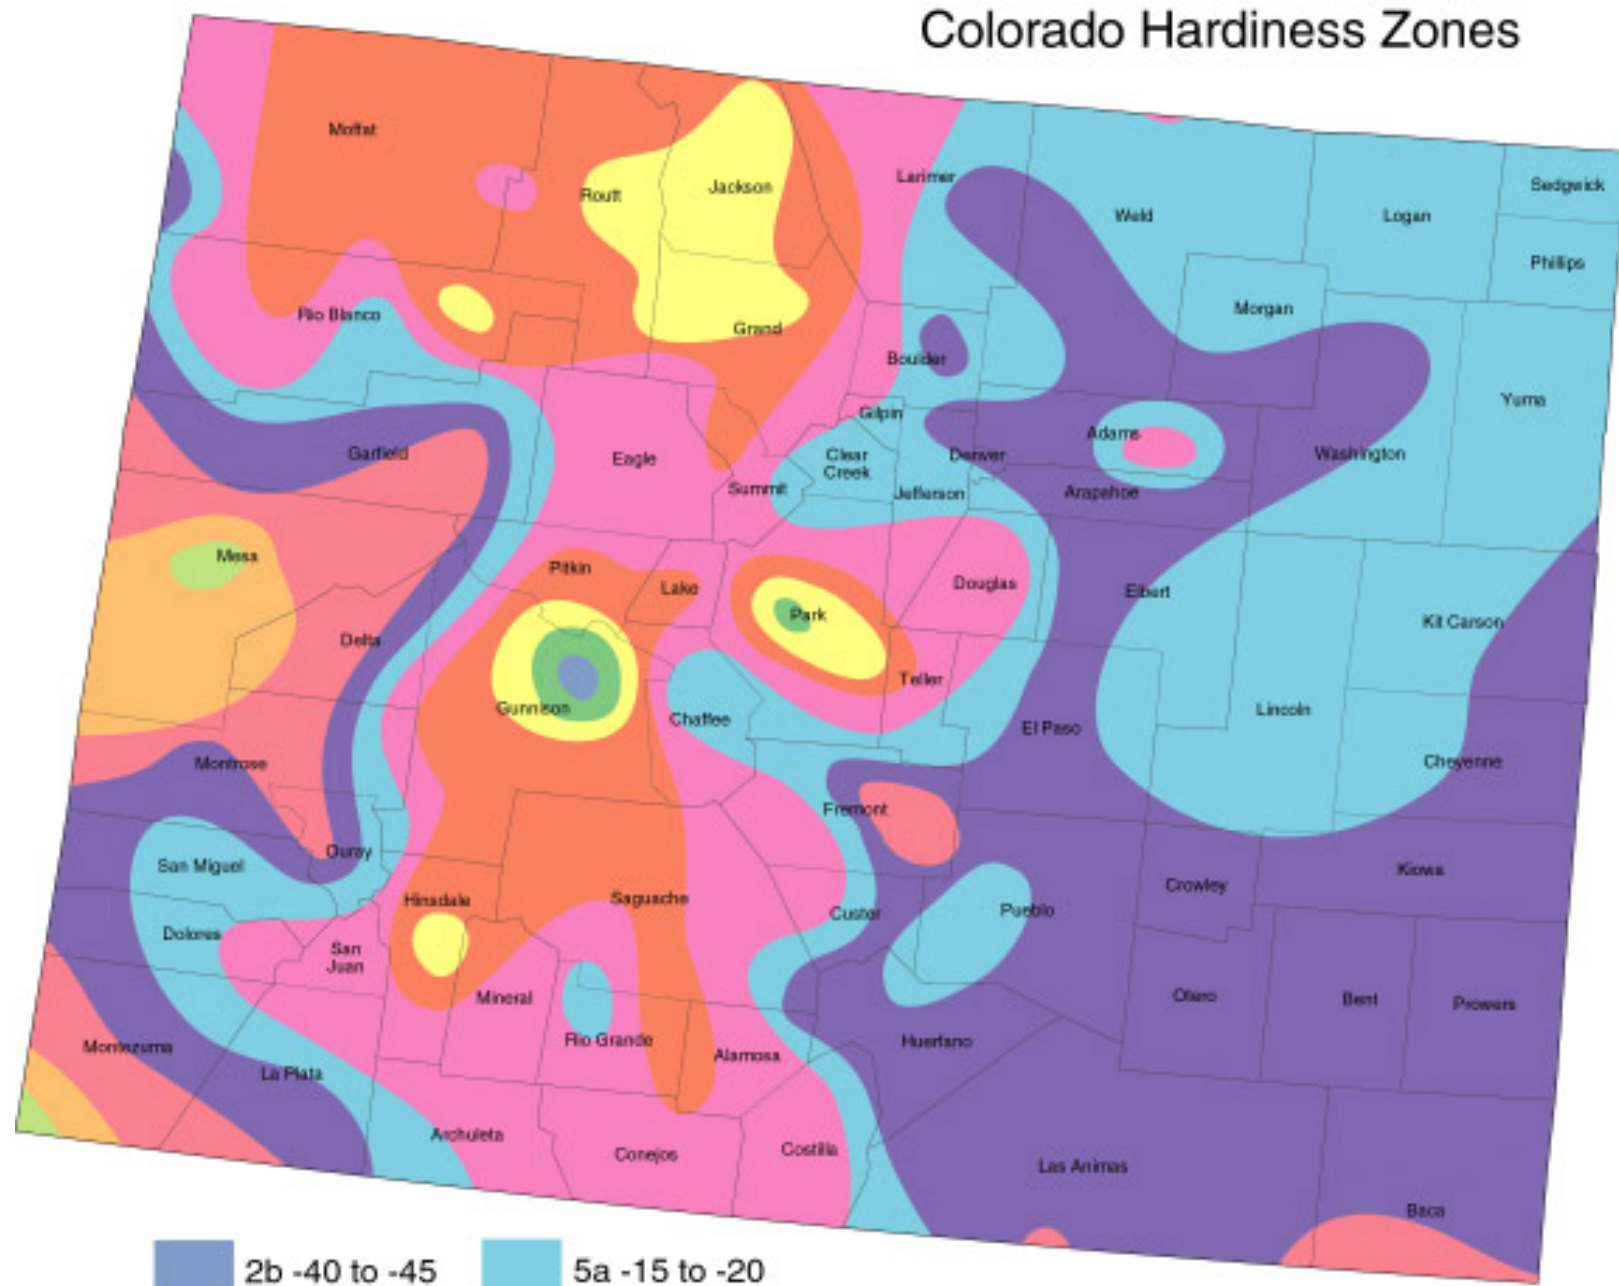 Colorado Hardiness Zones
Moffat
Routt
Jackson
Larimer
Weld
Logan
Sedgwick
Phillips
Morgan
Rio Blanco
Grand
Boulder
Yuma
Gilpin
Garfield
Eagle
Clear
Creek
Denver
Adams
Washington
Summit
Jefferson
Arapahoe
Mesa
Pitkin
Lake
Park
Douglas
Elbert
Kit Carson
Delta
Teller
Gunnison
Chaffee
El Paso
Lincoln
Montrose
Cheyenne
Fremont
Ouray
San Miguel
Kiowa
Crowley
Hinsdale
Saguache
Custer
Pueblo
Dolores
San
Juan
Mineral
Otero
Bent
Prowers
Montezuma
Rio Grande
Alamosa
Huerfano
La Plata
Archuleta
Conejos
Costilla
Las Animas
Baca
2b -40 to -45
5a -15 to -20